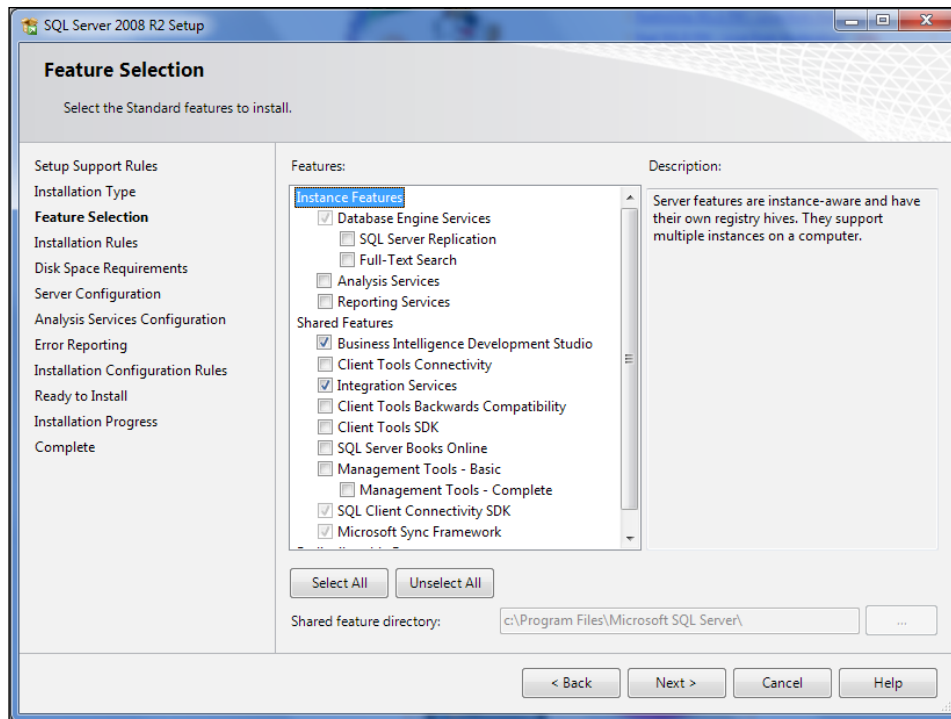 SQL Server 2008 R2 Setup
Feature Selection
Select the Standard features to install.
Setup Support Rules
Installation Type
Feature Selection
Installation Rules
Disk Space Requirements
Server Configuration
Analysis Services Configuration
Error Reporting
Installation Configuration Rules
Ready to Install
Installation Progress
Complete
Features:
Instance Features
Database Engine Services
SQL Server Replication
Full-Text Search
Analysis Services
Reporting Services
Shared Features
Business Intelligence Development Studio
Client Tools Connectivity
Integration Services
Client Tools Backwards Compatibility
Client Tools SDK
SQL Server Books Online
Management Tools - Basic
Management Tools - Complete
SQL Client Connectivity SDK
Microsoft Sync Framework
Description:
Server features are instance-aware and have
their own registry hives. They support
multiple instances on a computer.
Select All
Unselect All
Shared feature directory:
c:\Program Files\Microsoft SQL Server\
...
< Back
Next >
Cancel
Help